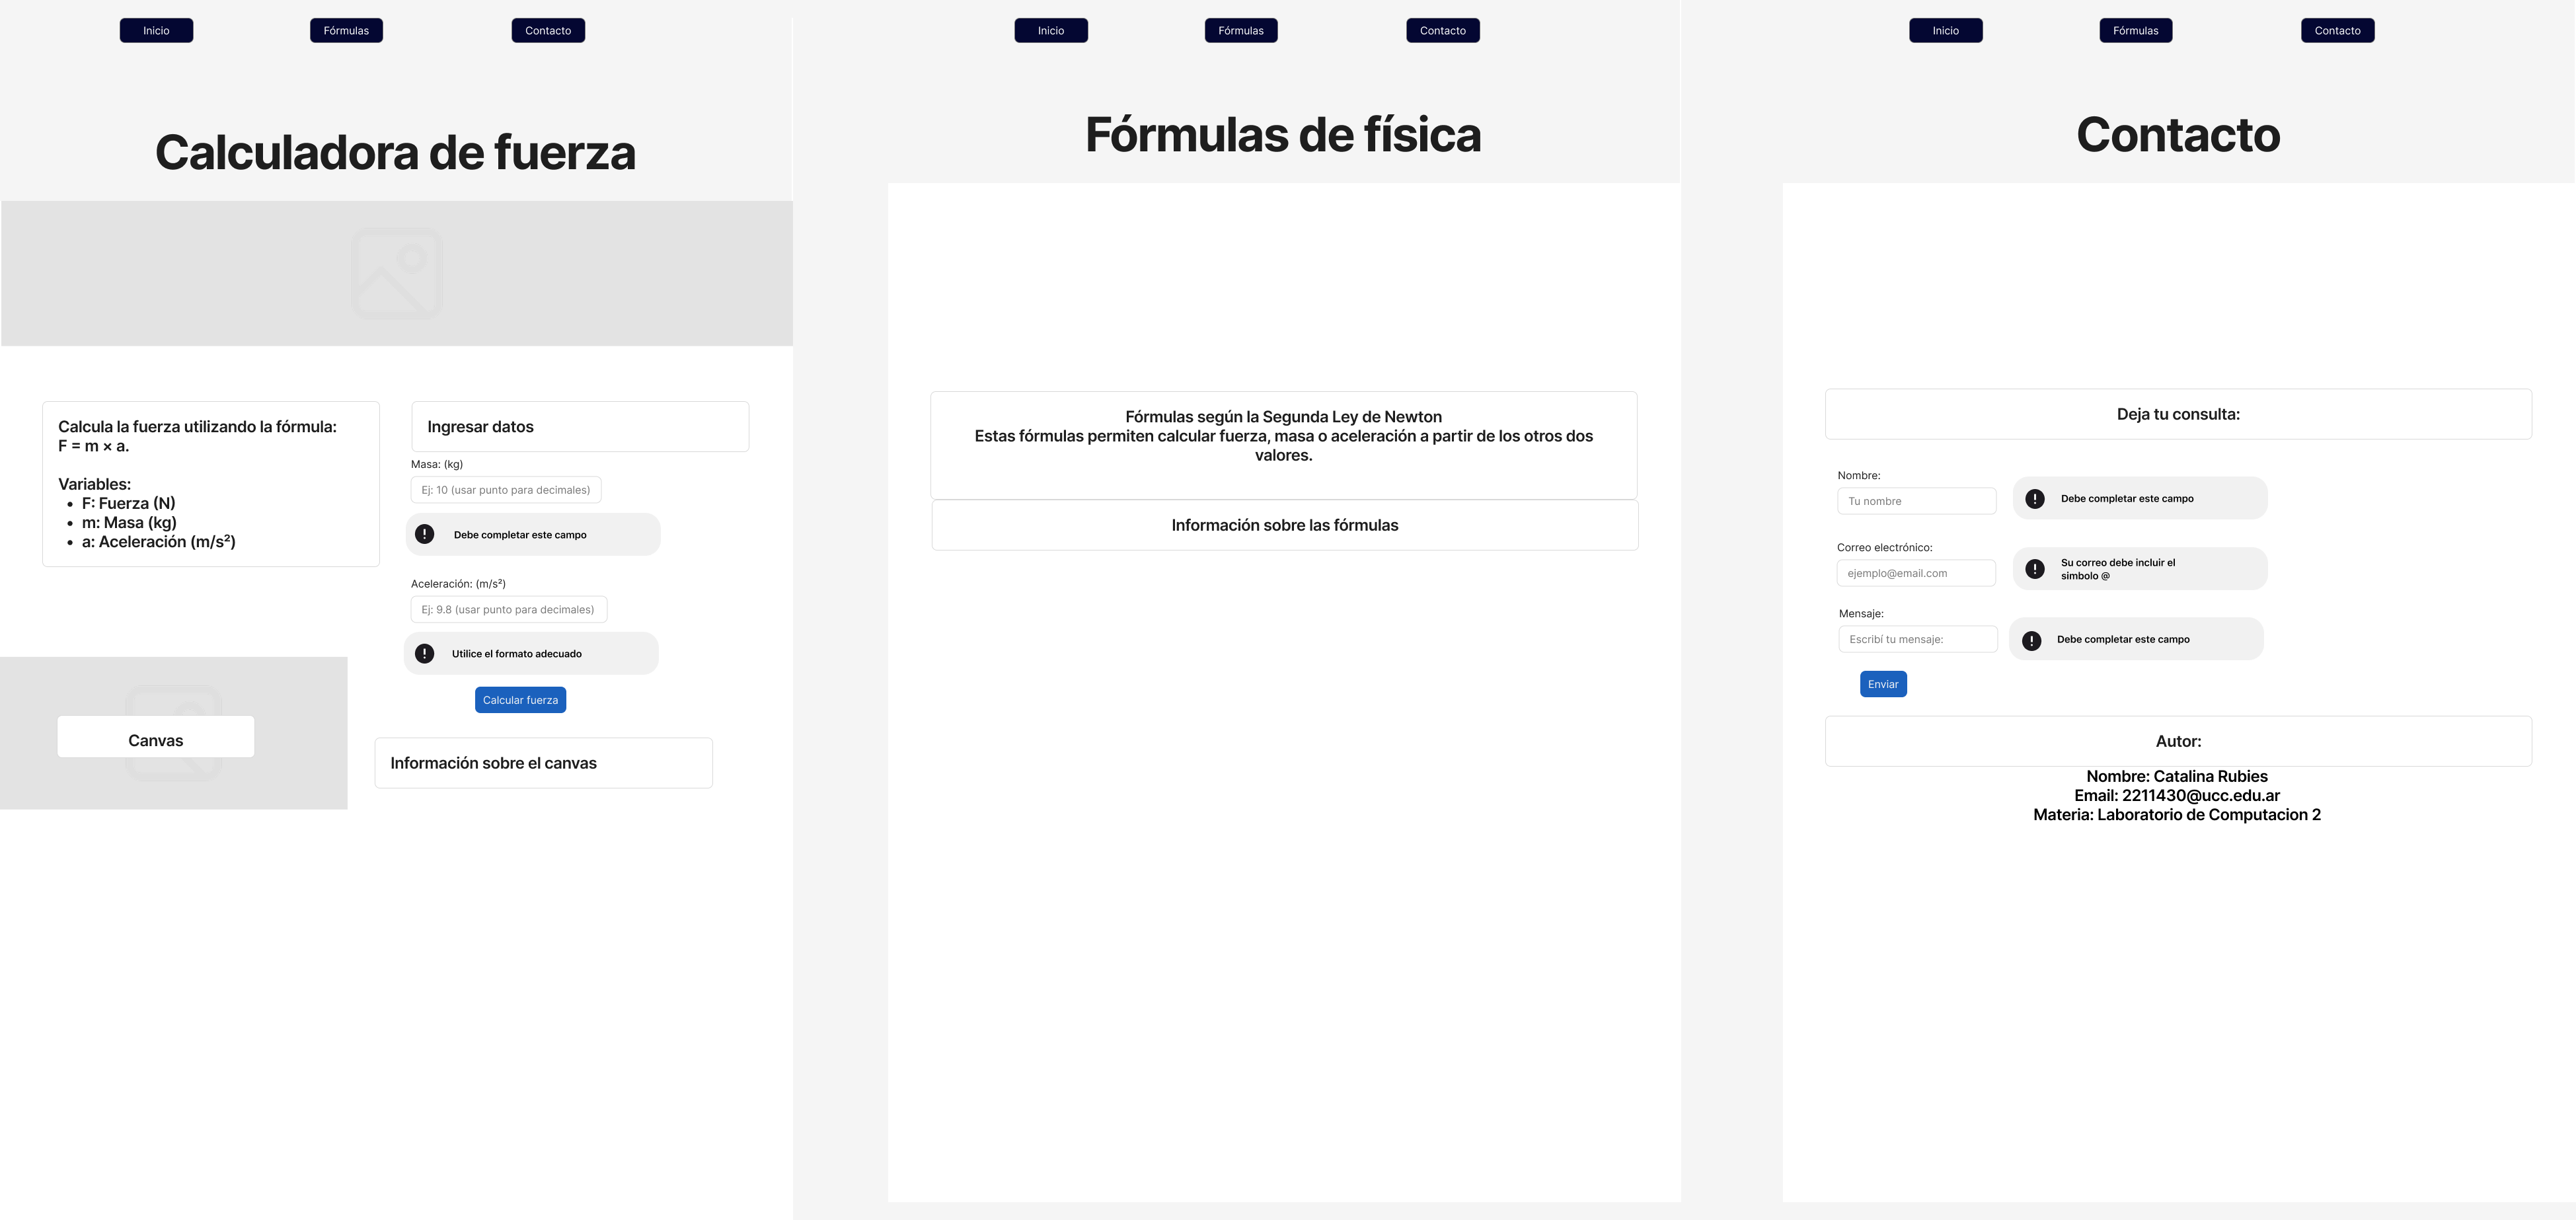 Inicio
Fórmulas
Contacto
Calculadora de fuerza
Calcula la fuerza utilizando la fórmula:
F = m × a.
Variables:
• F: Fuerza (N)
• m: Masa (kg)
• a: Aceleración (m/s²)
Ingresar datos
Masa: (kg)
Ej: 10 (usar punto para decimales)
Debe completar este campo
Aceleración: (m/s²)
Ej: 9.8 (usar punto para decimales)
Utilice el formato adecuado
Calcular fuerza
Canvas
Información sobre el canvas
Inicio
Fórmulas
Contacto
Fórmulas de física
Fórmulas según la Segunda Ley de Newton
Estas fórmulas permiten calcular fuerza, masa o aceleración a partir de los otros dos
valores.
Información sobre las fórmulas
Inicio
Fórmulas
Contacto
Contacto
Deja tu consulta:
Nombre:
Tu nombre
Debe completar este campo
Correo electrónico:
ejemplo@email.com
Su correo debe incluir el
simbolo @
Mensaje:
Escribí tu mensaje:
Debe completar este campo
Enviar
Autor:
Nombre: Catalina Rubies
Email: 2211430@ucc.edu.ar
Materia: Laboratorio de Computacion 2